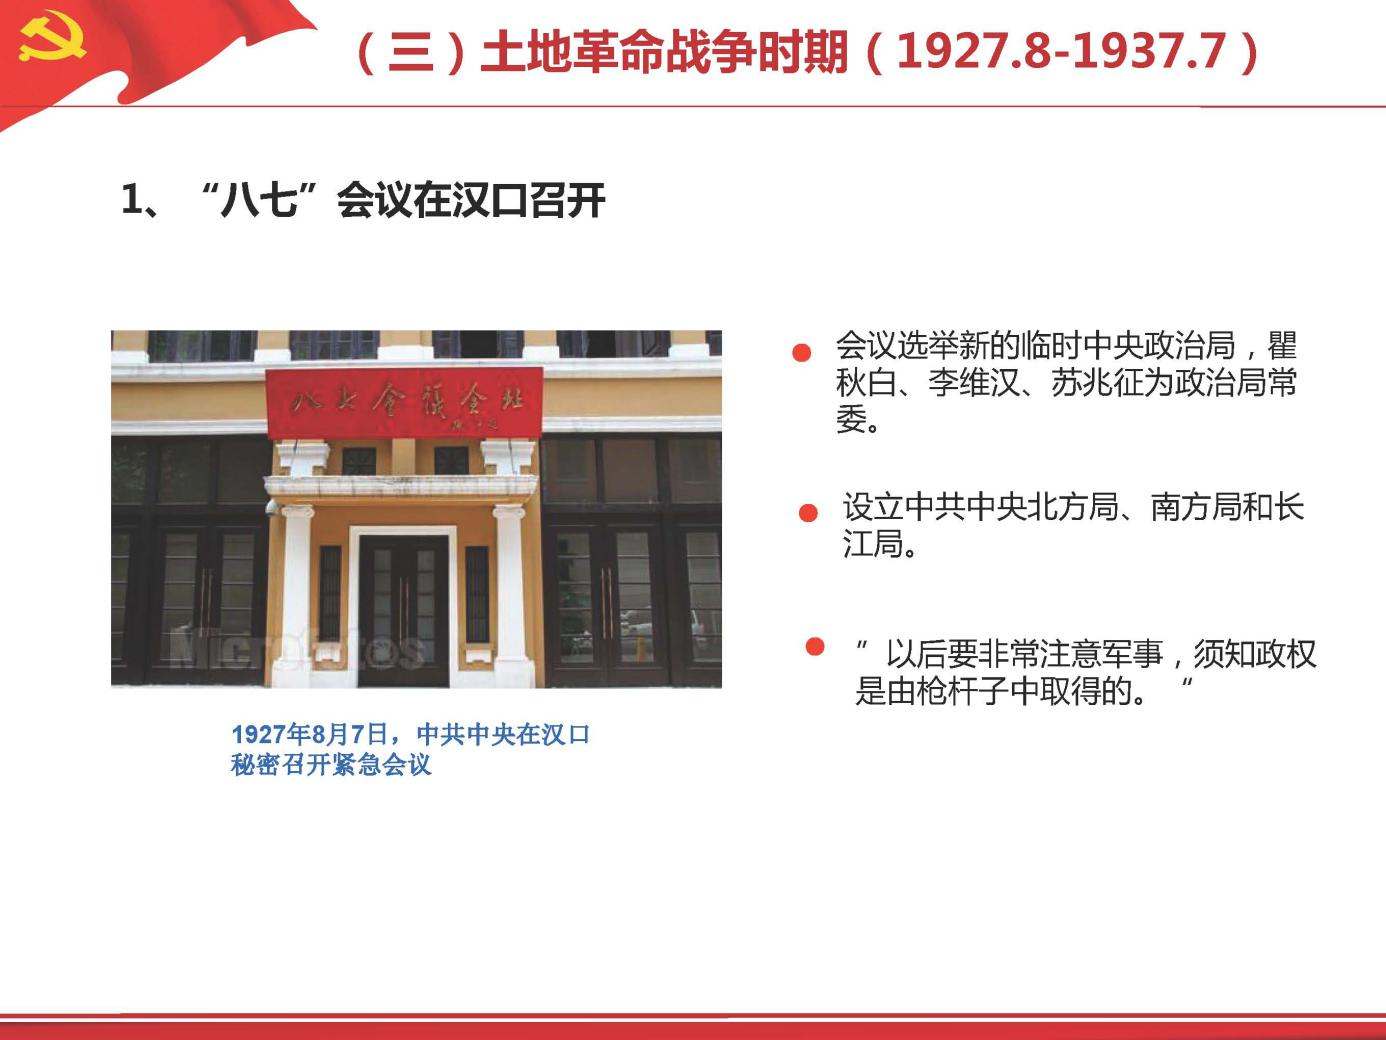 （三）土地革命战争时期（1927.8-1937.7）
1、“八七”会议在汉口召开
八七会议会址
Microfotos
1927年8月7日，中共中央在汉口
秘密召开紧急会议
会议选举新的临时中央政治局，瞿
秋白、李维汉、苏兆征为政治局常
委。
设立中共中央北方局、南方局和长
江局。
”以后要非常注意军事，须知政权
是由枪杆子中取得的。“